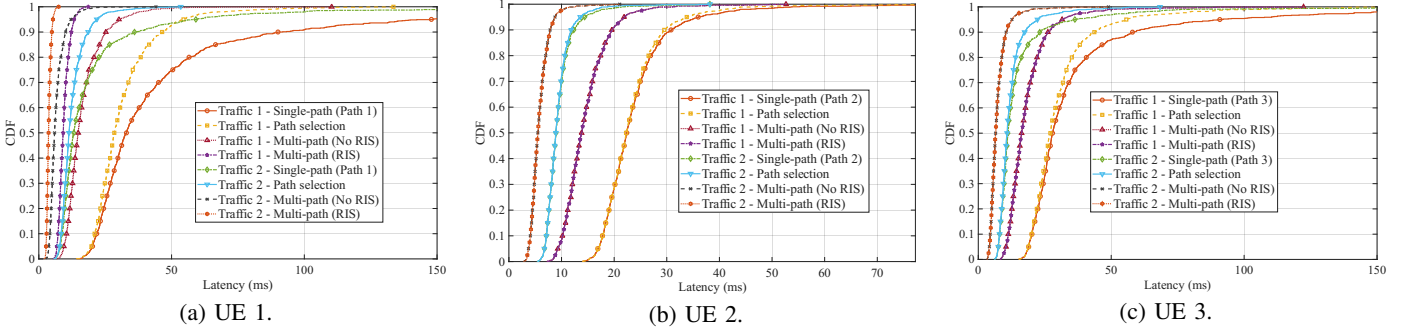 1
0.9
0.8
0.7
0.6
0.5
0.4
0.3
0.2
0.1
0
CDF
Traffic 1 - Single-path (Path 1)
Traffic 1 - Path selection
Traffic 1 - Multi-path (No RIS)
Traffic 1 - Multi-path (RIS)
Traffic 2 - Single-path (Path 1)
Traffic 2 - Path selection
Traffic 2 - Multi-path (No RIS)
Traffic 2 - Multi-path (RIS)
0 50 100 150
Latency (ms)
(a) UE 1.
1
0.9
0.8
0.7
0.6
0.5
0.4
0.3
0.2
0.1
0
CDF
Traffic 1 - Single-path (Path 2)
Traffic 1 - Path selection
Traffic 1 - Multi-path (No RIS)
Traffic 1 - Multi-path (RIS)
Traffic 2 - Single-path (Path 2)
Traffic 2 - Path selection
Traffic 2 - Multi-path (No RIS)
Traffic 2 - Multi-path (RIS)
0 10 20 30 40 50 60 70
Latency (ms)
(b) UE 2.
1
0.9
0.8
0.7
0.6
0.5
0.4
0.3
0.2
0.1
0
CDF
Traffic 1 - Single-path (Path 3)
Traffic 1 - Path selection
Traffic 1 - Multi-path (No RIS)
Traffic 1 - Multi-path (RIS)
Traffic 2 - Single-path (Path 3)
Traffic 2 - Path selection
Traffic 2 - Multi-path (No RIS)
Traffic 2 - Multi-path (RIS)
0 50 100 150
Latency (ms)
(c) UE 3.